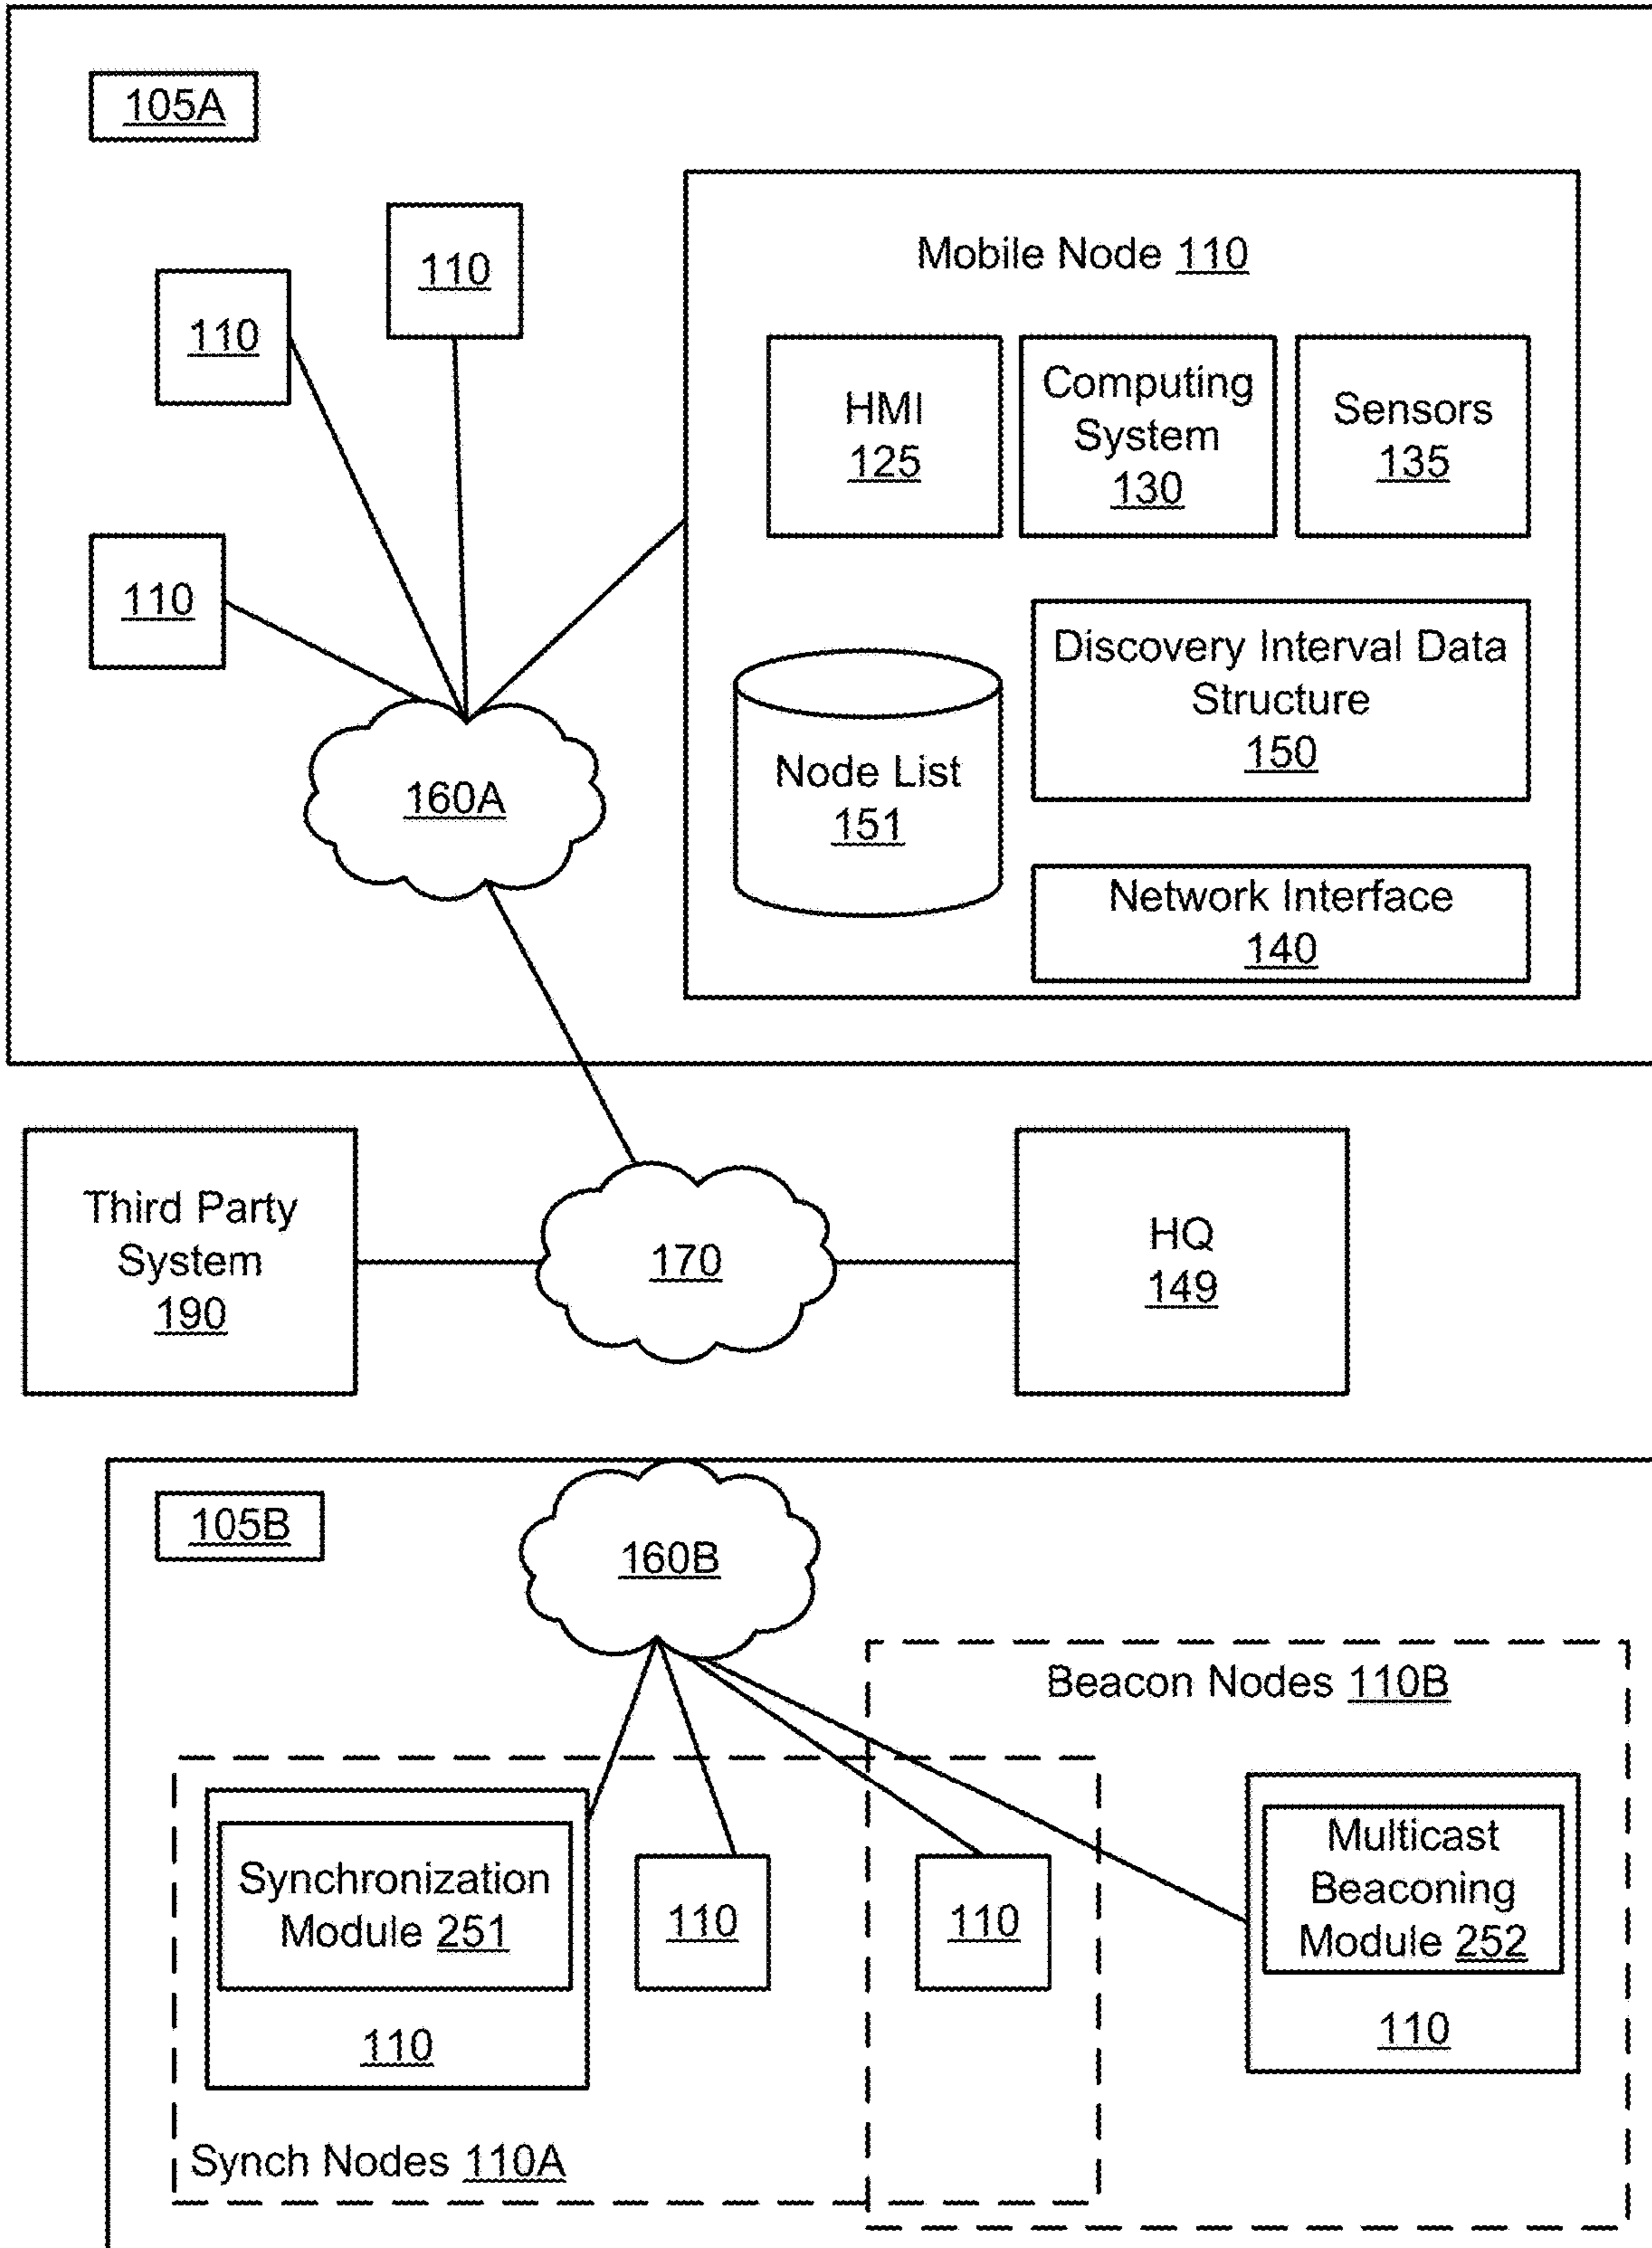 105A
110
110
110
Mobile Node 110
HMI
125
Computing
System
130
Sensors
135
Discovery Interval Data
Structure
150
Node List
151
Network Interface
140
160A
Third Party
System
190
170
HQ
149
105B
160B
Beacon Nodes 110B
Synchronization
Module 251
110
110
110
Multicast
Beaconing
Module 252
110
Synch Nodes 110A